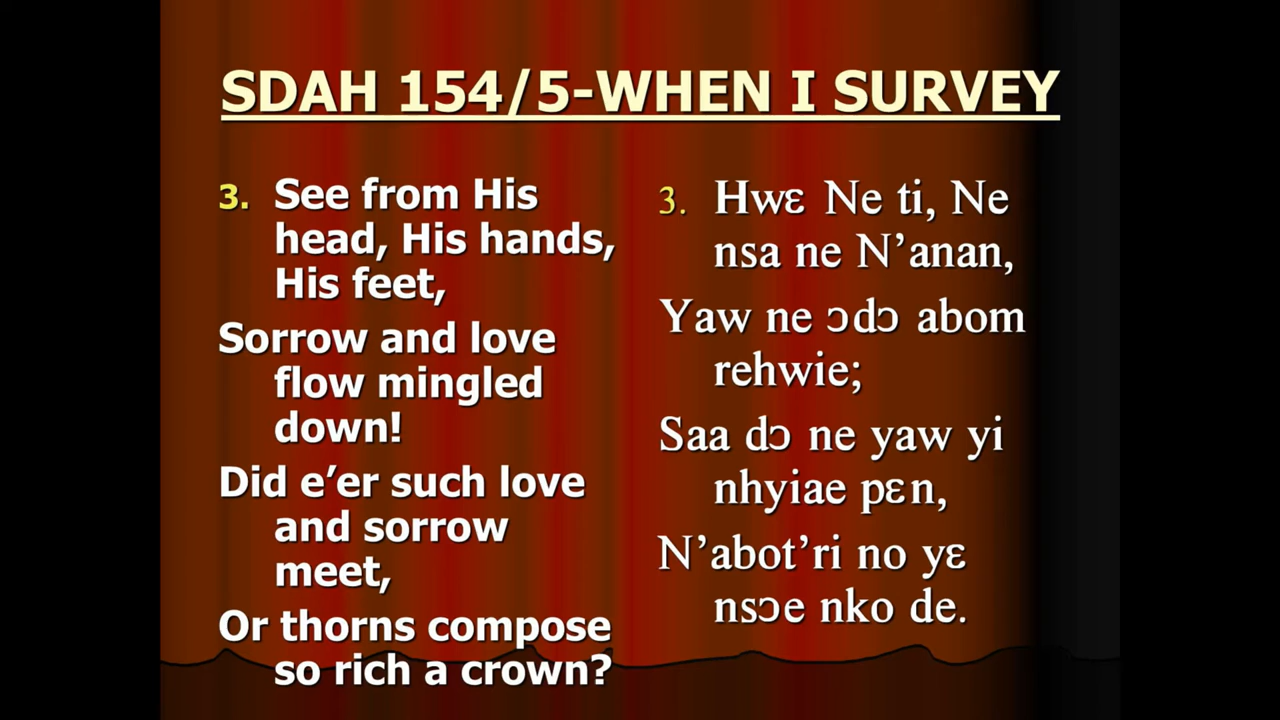 SDAH 154/5-WHEN I SURVEY
3. See from His
head, His hands,
His feet,
Sorrow and love
flow mingled
down!
Did e’er such love
and sorrow
meet,
Or thorns compose
so rich a crown?
3. Hwɛ Ne ti, Ne
nsa ne N’anan,
Yaw ne ɔdɔ abom
rehwie;
Saa dɔ ne yaw yi
nhyiae pɛn,
N’abot’ri no yɛ
nsɔe nko de.